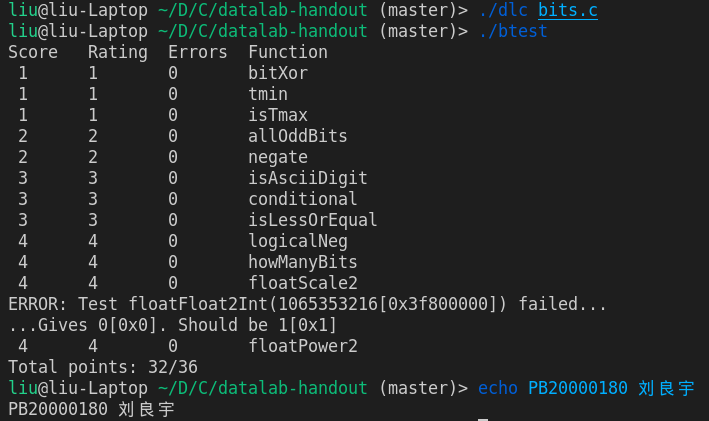 liu@liu-Laptop ~/D/C/datalab-handout (master)> ./dlc bits.c
liu@liu-Laptop ~/D/C/datalab-handout (master)> ./btest
Score   Rating  Errors  Function
 1      1       0       bitXor
 1      1       0       tmin
 1      1       0       isTmax
 2      2       0       allOddBits
 2      2       0       negate
 3      3       0       isAsciiDigit
 3      3       0       conditional
 3      3       0       isLessOrEqual
 4      4       0       logicalNeg
 4      4       0       howManyBits
 4      4       0       floatScale2
ERROR: Test floatFloat2Int(1065353216[0x3f800000]) failed...
...Gives 0[0x0]. Should be 1[0x1]
 4      4       0       floatPower2
Total points: 32/36
liu@liu-Laptop ~/D/C/datalab-handout (master)> echo PB20000180 刘良宇
PB20000180 刘良宇